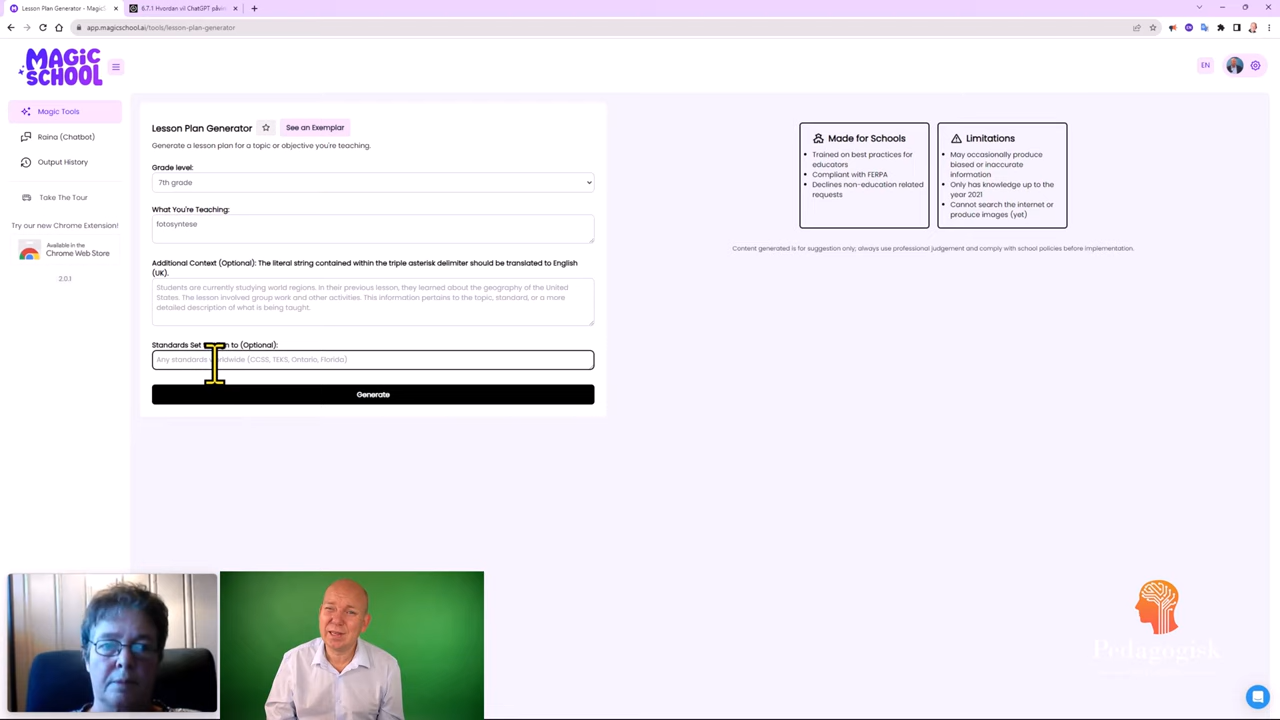 Lesson Plan Generator - MagicS
6.7.1 Hvordan vil ChatGPT påvi
app.magicschool.ai/tools/lesson-plan-generator
MAGIC
SCHOOL
EN
Magic Tools
Raina (Chatbot)
Output History
Take The Tour
Try our new Chrome Extension!
Available in the
Chrome Web Store
2.0.1
Lesson Plan Generator
See an Exemplar
Generate a lesson plan for a topic or objective you're teaching.
Grade level:
7th grade
What You're Teaching:
fotosyntese
Additional Context (Optional): The literal string contained within the triple asterisk delimiter should be translated to English
(UK).
Students are currently studying world regions. In their previous lesson, they learned about the geography of the United
States. The lesson involved group work and other activities. This information pertains to the topic, standard, or a more
detailed description of what is being taught.
Standards Set to (Optional):
Any standards worldwide (CCSS, TEKS, Ontario, Florida)
Generate
Made for Schools
Trained on best practices for
educators
Compliant with FERPA
Declines non-education related
requests
Limitations
May occasionally produce
biased or inaccurate
information
Only has knowledge up to the
year 2021
Cannot search the internet or
produce images (yet)
Content generated is for suggestion only; always use professional judgement and comply with school policies before implementation.
Pedagogisk